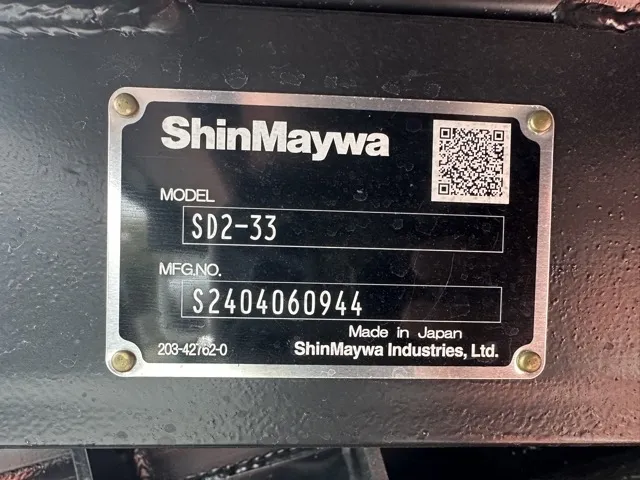 ShinMaywa
MODEL
SD2-33
MFG.NO.
S2404060944
Made in Japan
203-42762-0
ShinMaywa Industries, Ltd.